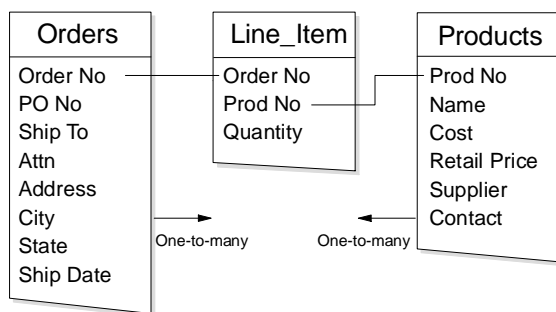 Orders
Order No
PO No
Ship To
Attn
Address
City
State
Ship Date
Line_Item
Order No
Prod No
Quantity
Products
Prod No
Name
Cost
Retail Price
Supplier
Contact
One-to-many
One-to-many